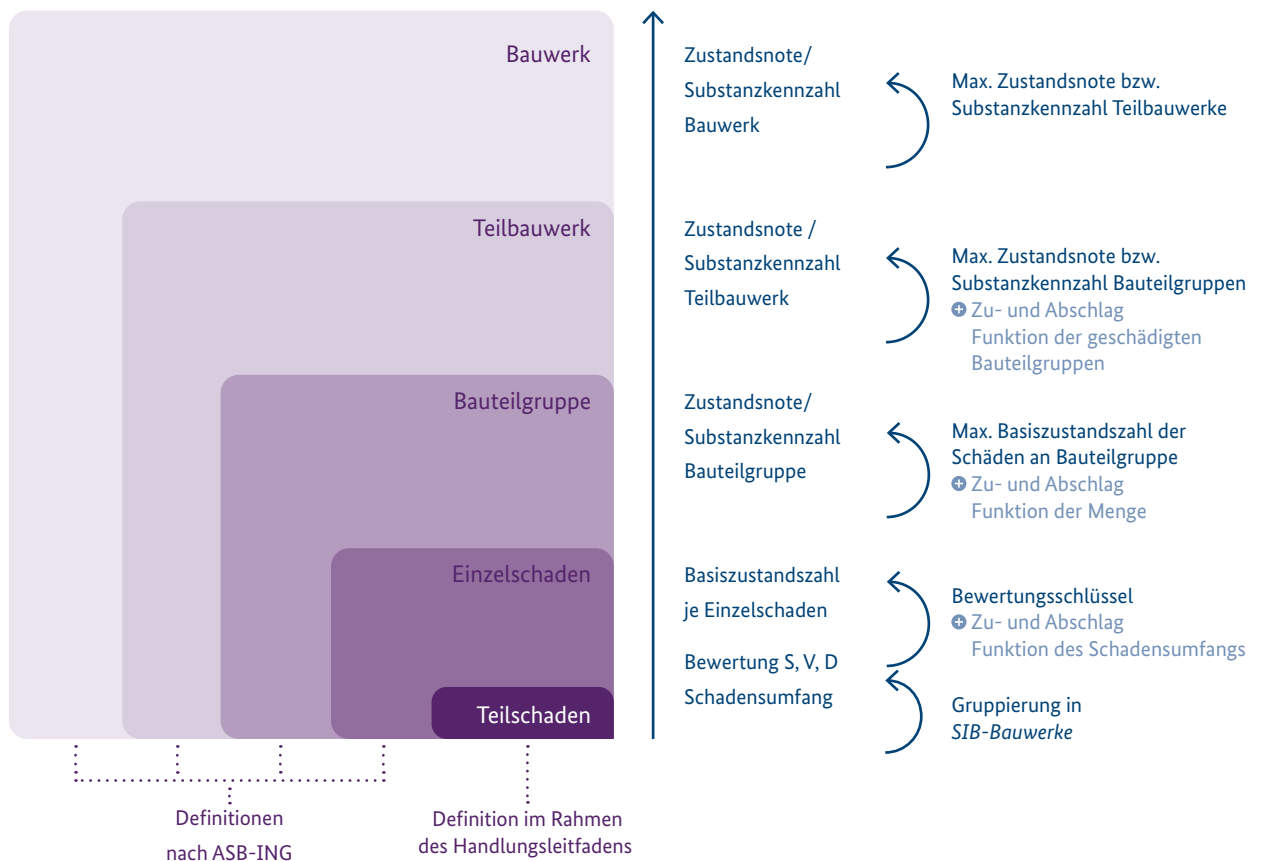 Bauwerk
Zustandsnote/
Substanzkennzahl
Bauwerk
Max. Zustandsnote bzw.
Substanzkennzahl Teilbauwerke
Teilbauwerk
Zustandsnote /
Substanzkennzahl
Teilbauwerk
Max. Zustandsnote bzw.
Substanzkennzahl Bauteilgruppen
+ Zu- und Abschlag
Funktion der geschädigten
Bauteilgruppen
Bauteilgruppe
Zustandsnote/
Substanzkennzahl
Bauteilgruppe
Max. Basiszustandszahl der
Schäden an Bauteilgruppe
+ Zu- und Abschlag
Funktion der Menge
Einzelschaden
Basiszustandszahl
je Einzelschaden
Bewertungsschlüssel
+ Zu- und Abschlag
Funktion des Schadensumfangs
Teilschaden
Bewertung S, V, D
Schadensumfang
Gruppierung in
SIB-Bauwerke
Definitionen
nach ASB-ING
Definition im Rahmen
des Handlungsleitfadens